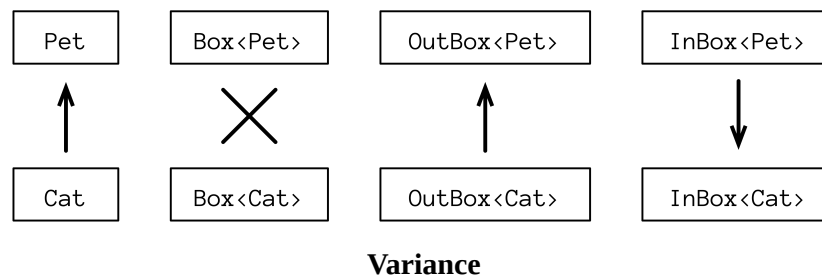 Pet Box<Pet> OutBox<Pet> InBox<Pet>
Cat Box<Cat> OutBox<Cat> InBox<Cat>
Variance